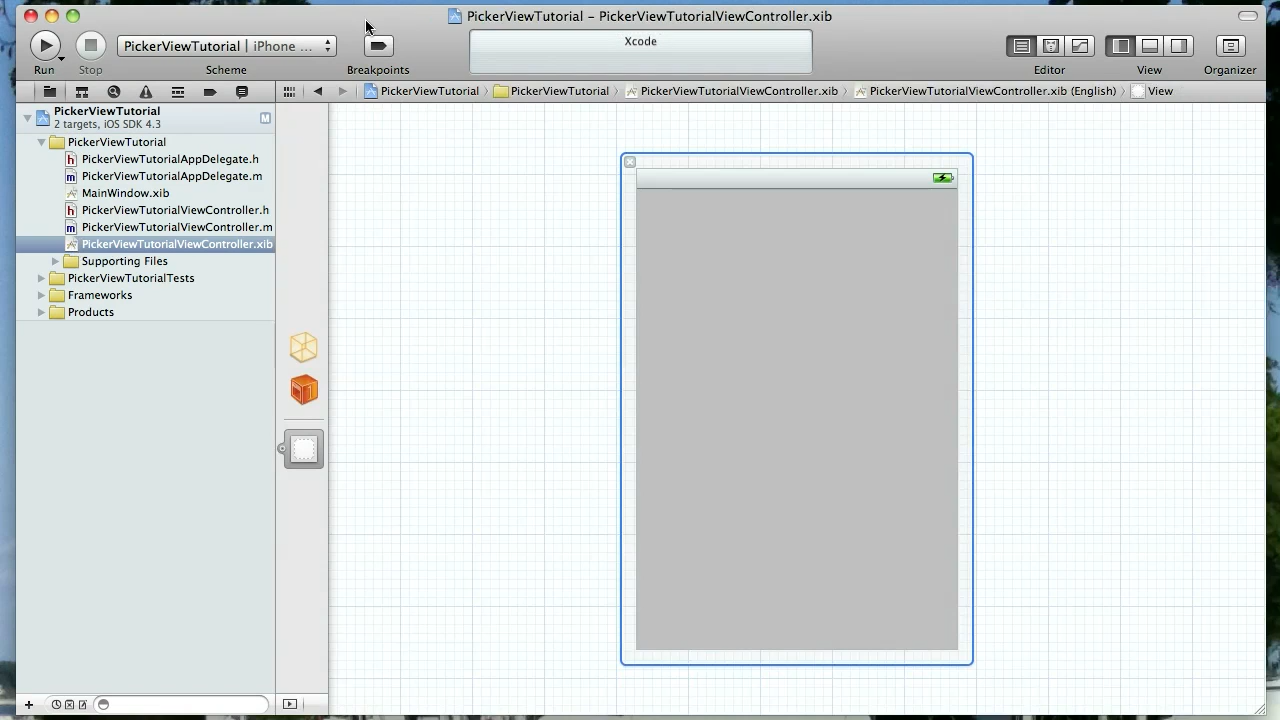 PickerViewTutorial – PickerViewTutorialViewController.xib
PickerViewTutorial | iPhone ...
Xcode
Run
Stop
Scheme
Breakpoints
Editor
View
Organizer
PickerViewTutorial
PickerViewTutorial
PickerViewTutorialViewController.xib
PickerViewTutorialViewController.xib (English)
View
PickerViewTutorial
2 targets, iOS SDK 4.3
M
PickerViewTutorial
h PickerViewTutorialAppDelegate.h
m PickerViewTutorialAppDelegate.m
MainWindow.xib
h PickerViewTutorialViewController.h
m PickerViewTutorialViewController.m
PickerViewTutorialViewController.xib
Supporting Files
PickerViewTutorialTests
Frameworks
Products